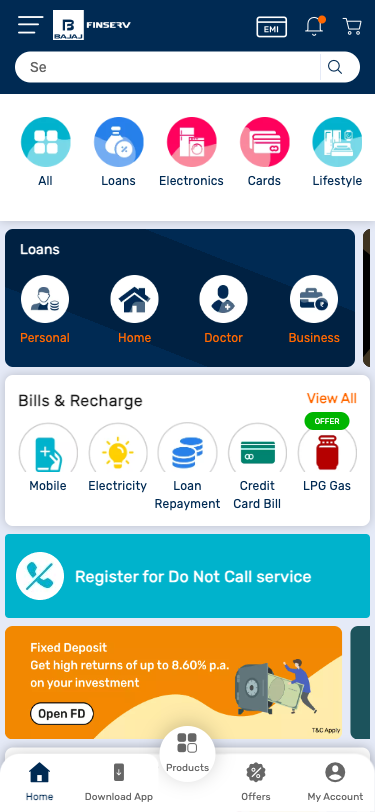 B
BAJAJ
FINSERV
EMI
Se
All
Loans
Electronics
Cards
Lifestyle
Loans
Personal
Home
Doctor
Business
Bills & Recharge
View All
OFFER
Mobile
Electricity
Loan
Repayment
Credit
Card Bill
LPG Gas
Register for Do Not Call service
Fixed Deposit
Get high returns of up to 8.60% p.a.
on your investment
Open FD
T&C Apply
Home
Download App
Products
Offers
My Account